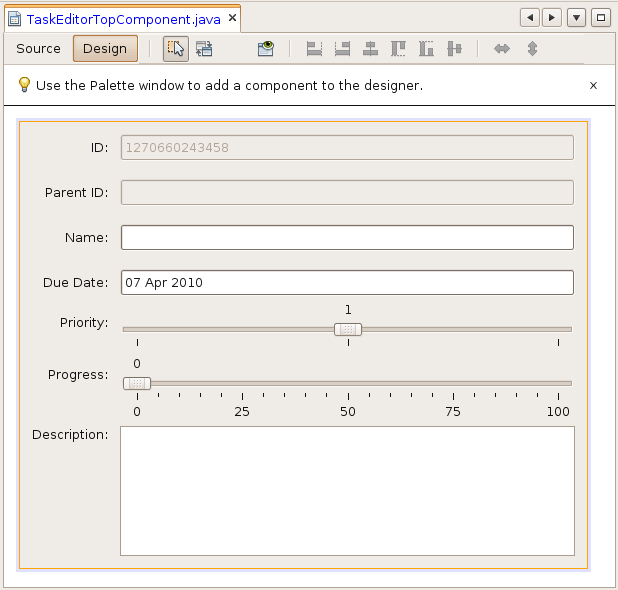 TaskEditorTopComponent.java
Source Design
Use the Palette window to add a component to the designer. x
ID: 1270660243458
Parent ID:
Name:
Due Date: 07 Apr 2010
1
Priority:
0
Progress:
0 25 50 75 100
Description: